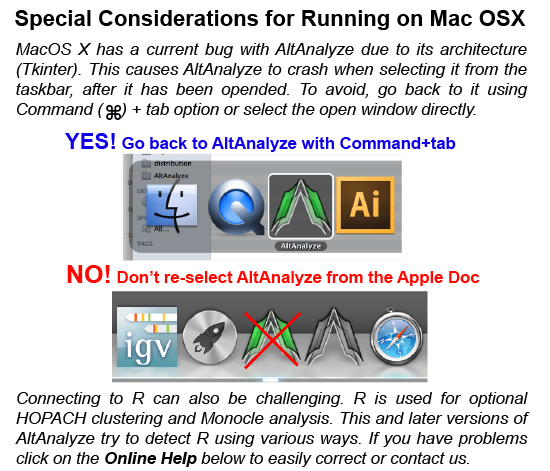 Special Considerations for Running on Mac OSX
MacOS X has a current bug with AltAnalyze due to its architecture
(Tkinter). This causes AltAnalyze to crash when selecting it from the
taskbar, after it has been opended. To avoid, go back to it using
Command (⌘) + tab option or select the open window directly.
YES! Go back to AltAnalyze with Command+tab
distribution
AltAnalyze
All...
TAGS
Ai
AltAnalyze
NO! Don't re-select AltAnalyze from the Apple Doc
igv
Connecting to R can also be challenging. R is used for optional
HOPACH clustering and Monocle analysis. This and later versions of
AltAnalyze try to detect R using various ways. If you have problems
click on the Online Help below to easily correct or contact us.